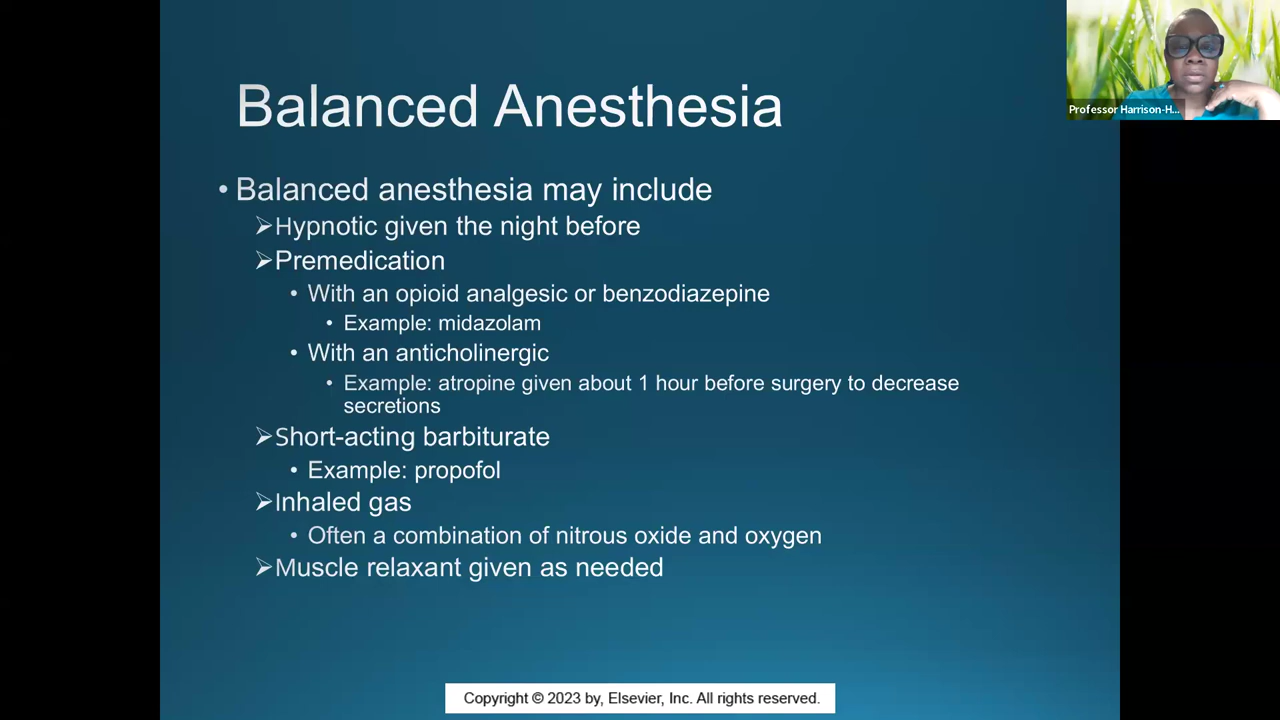 Professor Harrison-H...
Balanced Anesthesia
• Balanced anesthesia may include
➢Hypnotic given the night before
➢Premedication
• With an opioid analgesic or benzodiazepine
• Example: midazolam
• With an anticholinergic
• Example: atropine given about 1 hour before surgery to decrease
secretions
➢Short-acting barbiturate
• Example: propofol
➢Inhaled gas
• Often a combination of nitrous oxide and oxygen
➢Muscle relaxant given as needed
Copyright © 2023 by, Elsevier, Inc. All rights reserved.